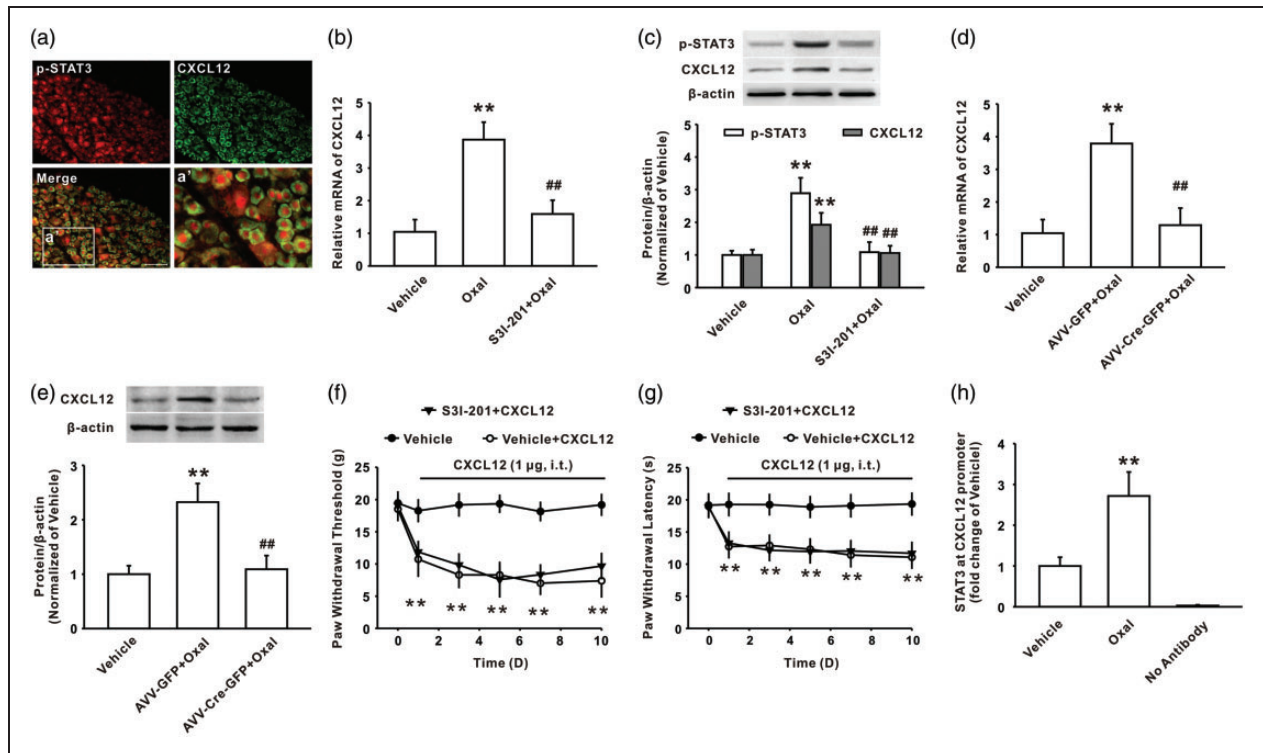 (a)
p-STAT3
CXCL12
Merge
a'
a'
(b)
Relative mRNA of CXCL12
5
4
3
2
1
0
**
##
Vehicle
Oxal
S3I-201+Oxal
(c)
p-STAT3
CXCL12
β-actin
p-STAT3
CXCL12
Protein/β-actin
(Normalized of Vehicle)
5
4
3
2
1
0
**
**
## ##
Vehicle
Oxal
S3I-201+Oxal
(d)
Relative mRNA of CXCL12
5
4
3
2
1
0
**
##
Vehicle
AVV-GFP+Oxal
AVV-Cre-GFP+Oxal
(e)
CXCL12
β-actin
Protein/β-actin
(Normalized of Vehicle)
3
2
1
0
**
##
Vehicle
AVV-GFP+Oxal
AVV-Cre-GFP+Oxal
(f)
S3I-201+CXCL12
Vehicle
Vehicle+CXCL12
CXCL12 (1 μg, i.t.)
Paw Withdrawal Threshold (g)
25
20
15
10
5
0
** ** ** ** **
0 2 4 6 8 10
Time (D)
(g)
S3I-201+CXCL12
Vehicle
Vehicle+CXCL12
CXCL12 (1 μg, i.t.)
Paw Withdrawal Latency (s)
25
20
15
10
5
0
** ** ** ** **
0 2 4 6 8 10
Time (D)
(h)
STAT3 at CXCL12 promoter
(fold change of Vehiclel)
4
3
2
1
0
**
Vehicle
Oxal
No Antibody